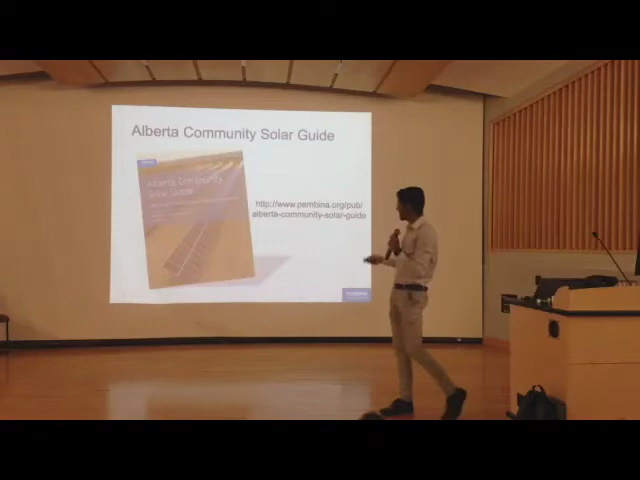 Alberta Community Solar Guide
Alberta Community
Solar Guide
http://www.pembina.org/pub/
alberta-community-solar-guide